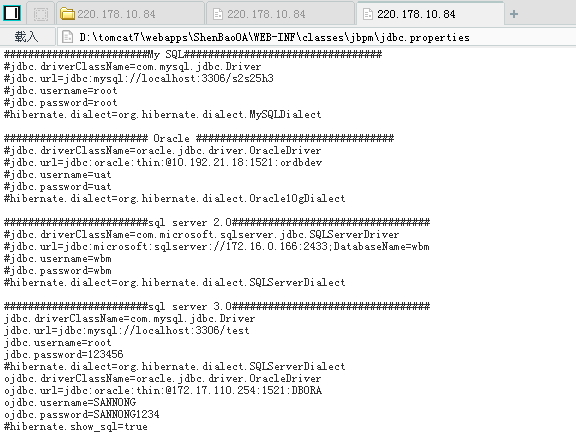 220.178.10.84 220.178.10.84 220.178.10.84 +
载入 D:\tomcat7\webapps\ShenBaoOA\WEB-INF\classes\jbpm\jdbc.properties
########################My SQL#################################
#jdbc.driverClassName=com.mysql.jdbc.Driver
#jdbc.url=jdbc:mysql://localhost:3306/s2s25h3
#jdbc.username=root
#jdbc.password=root
#hibernate.dialect=org.hibernate.dialect.MySQLDialect
######################## Oracle #################################
#jdbc.driverClassName=oracle.jdbc.driver.OracleDriver
#jdbc.url=jdbc:oracle:thin:@10.192.21.18:1521:ordbdev
#jdbc.username=uat
#jdbc.password=uat
#hibernate.dialect=org.hibernate.dialect.Oracle10gDialect
########################sql server 2.0#################################
#jdbc.driverClassName=com.microsoft.sqlserver.jdbc.SQLServerDriver
#jdbc.url=jdbc:microsoft:sqlserver://172.16.0.166:2433;DatabaseName=wbm
#jdbc.username=wbm
#jdbc.password=wbm
#hibernate.dialect=org.hibernate.dialect.SQLServerDialect
########################sql server 3.0#################################
jdbc.driverClassName=com.mysql.jdbc.Driver
jdbc.url=jdbc:mysql://localhost:3306/test
jdbc.username=root
jdbc.password=123456
#hibernate.dialect=org.hibernate.dialect.SQLServerDialect
ojdbc.driverClassName=oracle.jdbc.driver.OracleDriver
ojdbc.url=jdbc:oracle:thin:@172.17.110.254:1521:DBORA
ojdbc.username=SANNONG
ojdbc.password=SANNONG1234
#hibernate.show_sql=true